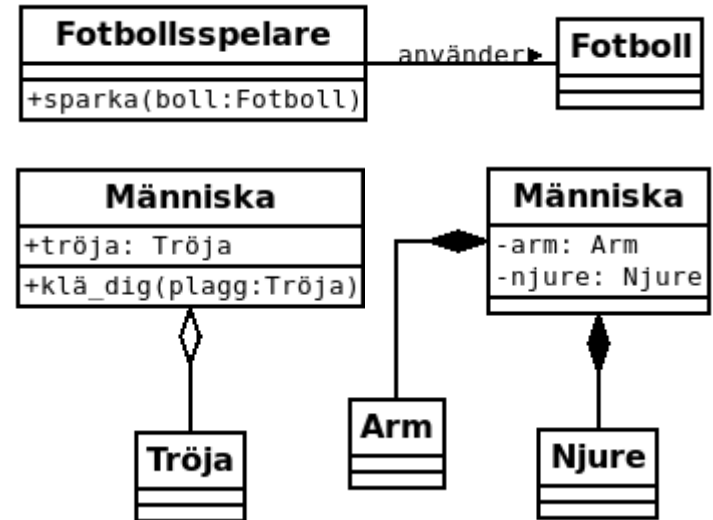 Fotbollsspelare
+sparka(boll:Fotboll)
använder
Fotboll
Människa
+tröja: Tröja
+klä_dig(plagg:Tröja)
Tröja
Människa
-arm: Arm
-njure: Njure
Arm
Njure